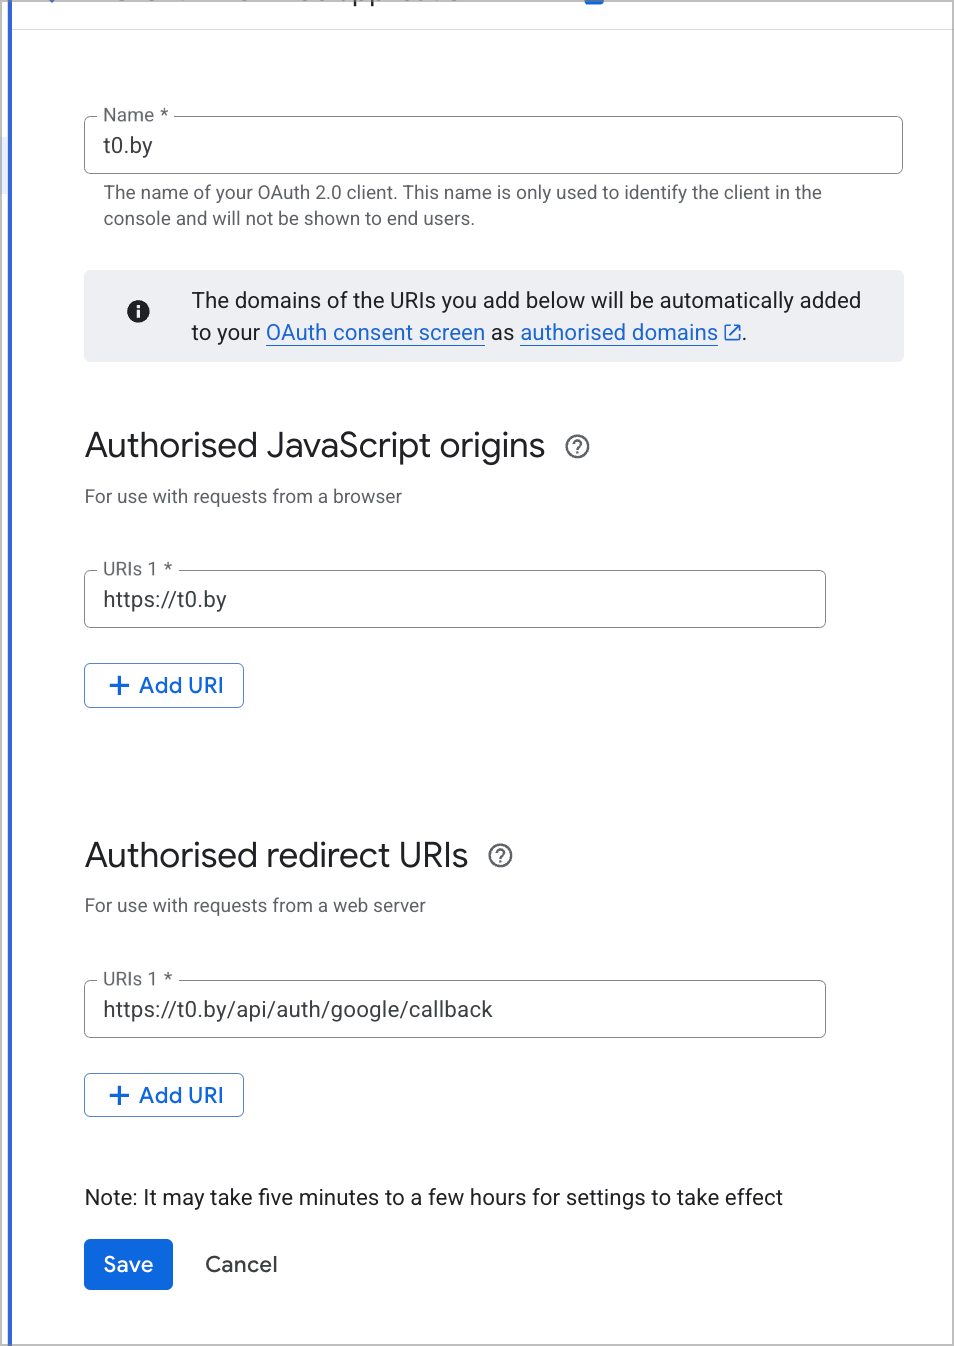 Name *
t0.by
The name of your OAuth 2.0 client. This name is only used to identify the client in the
console and will not be shown to end users.
The domains of the URIs you add below will be automatically added
to your OAuth consent screen as authorised domains.
Authorised JavaScript origins
For use with requests from a browser
URIs 1 *
https://t0.by
+ Add URI
Authorised redirect URIs
For use with requests from a web server
URIs 1 *
https://t0.by/api/auth/google/callback
+ Add URI
Note: It may take five minutes to a few hours for settings to take effect
Save
Cancel